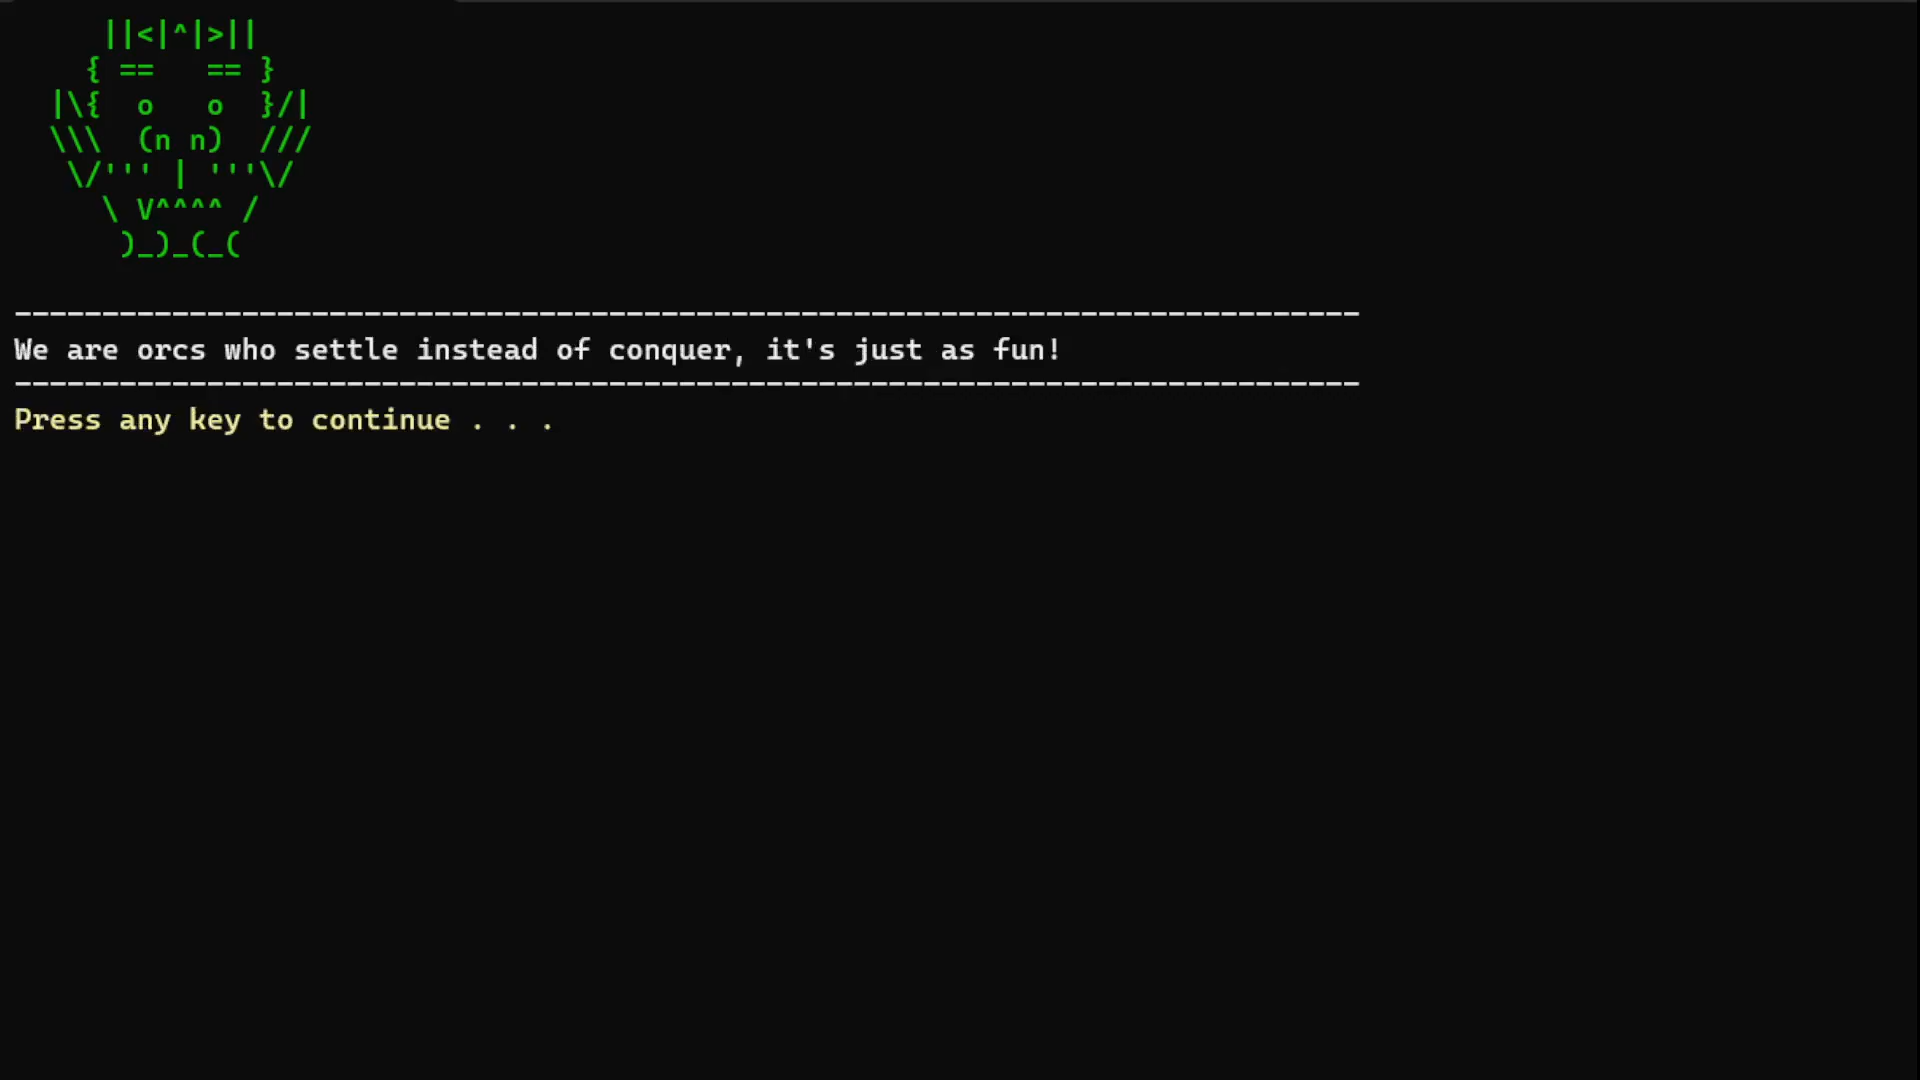 ||<|^|>||
{ ==   == }
|\{  o   o  }/|
\\\  (n n)  ///
\/''' | '''\/
\ V^^^^ /
)_)_(_(
-----------------------------------------------------------------------------
We are orcs who settle instead of conquer, it's just as fun!
-----------------------------------------------------------------------------
Press any key to continue . . .